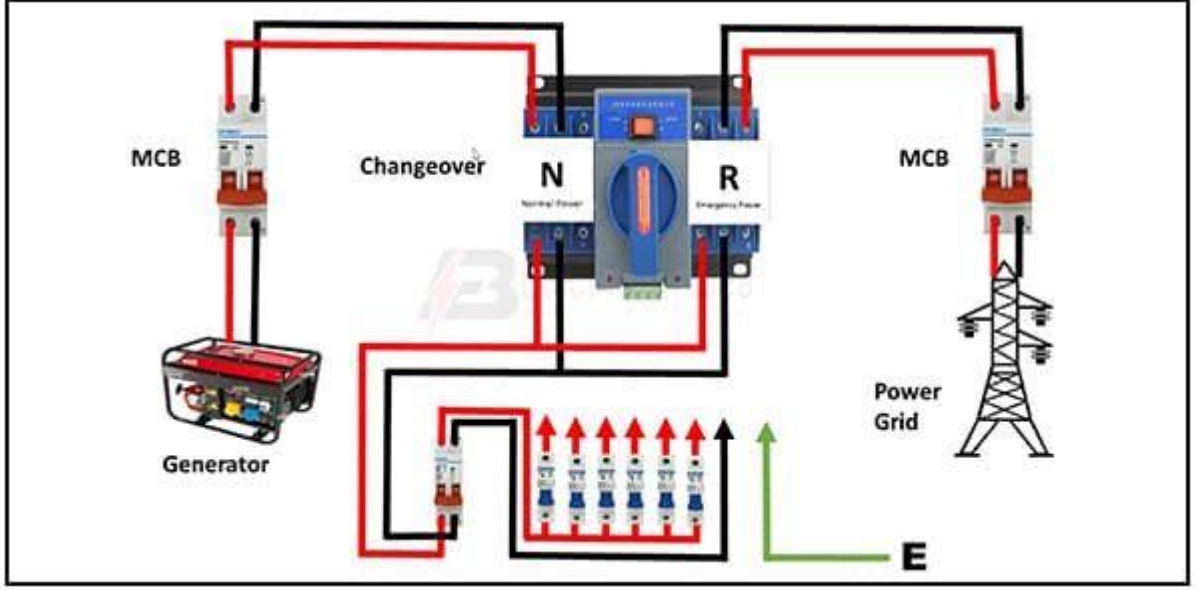 MCB
Changeover
N
Normal Power
R
Emergency Power
MCB
Generator
Power
Grid
E